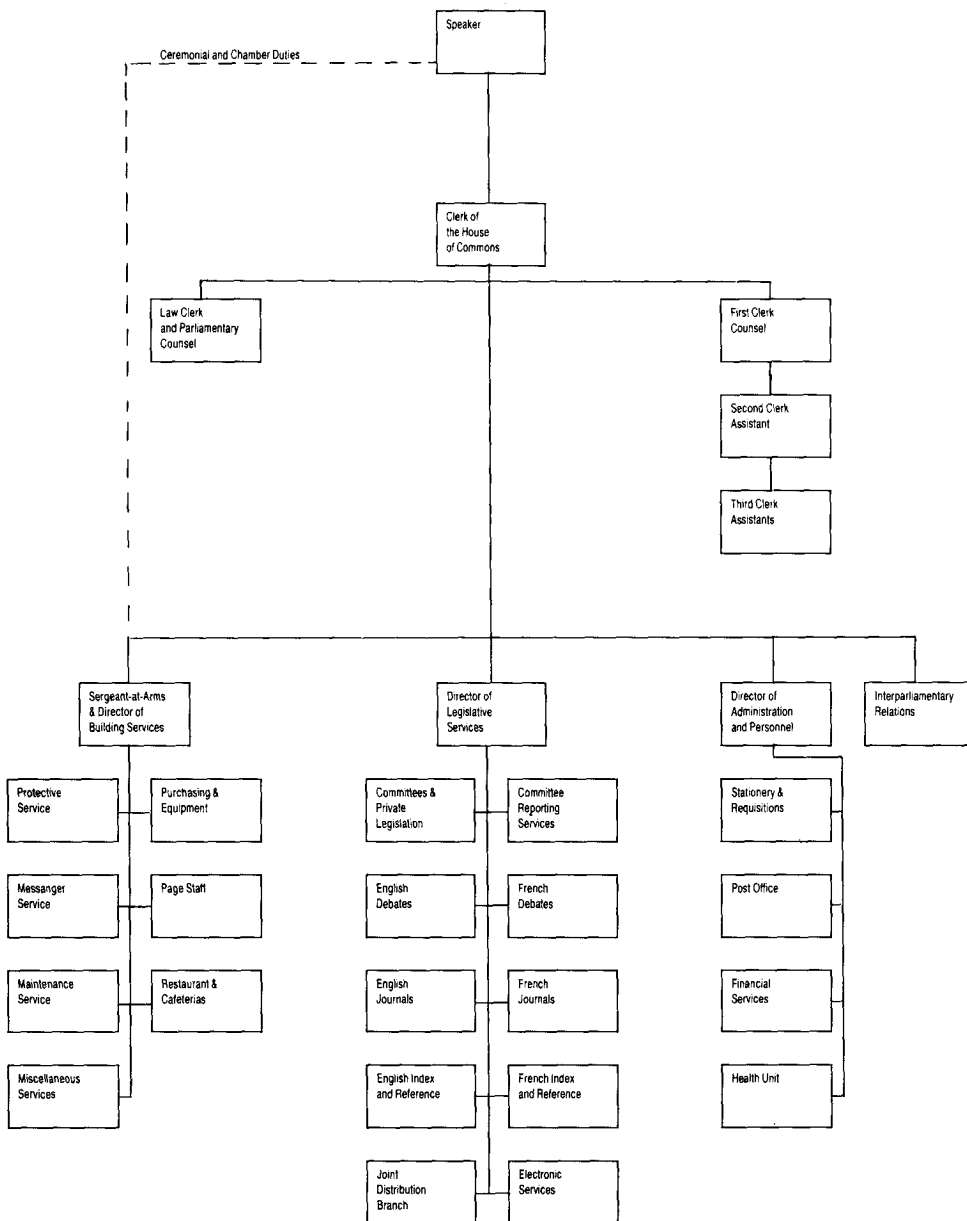 Speaker
Ceremonial and Chamber Duties
Clerk of
the House
of Commons
Law Clerk
and Parliamentary
Counsel
First Clerk
Counsel
Second Clerk
Assistant
Third Clerk
Assistants
Sergeant-at-Arms
& Director of
Building Services
Director of
Legislative
Services
Director of
Administration
and Personnel
Interparliamentary
Relations
Protective
Service
Purchasing &
Equipment
Committees &
Private
Legislation
Committee
Reporting
Services
Stationery &
Requisitions
Messanger
Service
Page Staff
English
Debates
French
Debates
Post Office
Maintenance
Service
Restaurant &
Cafeterias
English
Journals
French
Journals
Financial
Services
Miscellaneous
Services
English Index
and Reference
French Index
and Reference
Health Unit
Joint
Distribution
Branch
Electronic
Services